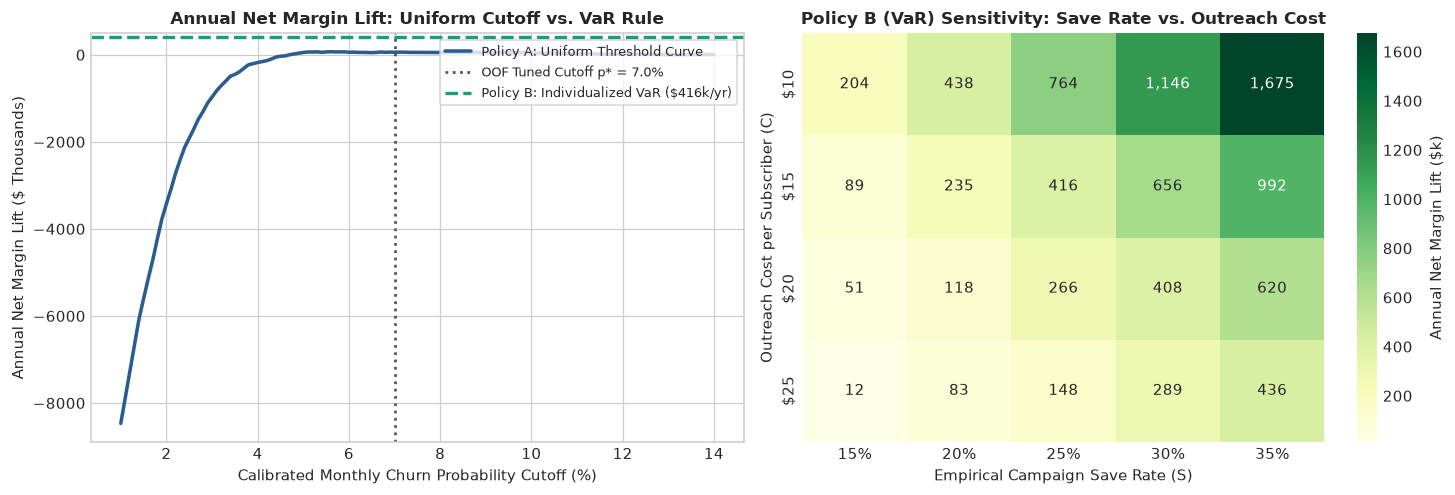 Annual Net Margin Lift: Uniform Cutoff vs. VaR Rule
Annual Net Margin Lift ($ Thousands)
0
−2000
−4000
−6000
−8000
2 4 6 8 10 12 14
Calibrated Monthly Churn Probability Cutoff (%)
Policy A: Uniform Threshold Curve
OOF Tuned Cutoff p* = 7.0%
Policy B: Individualized VaR ($416k/yr)
Policy B (VaR) Sensitivity: Save Rate vs. Outreach Cost
Outreach Cost per Subscriber (C)
$10 204 438 764 1,146 1,675
$15 89 235 416 656 992
$20 51 118 266 408 620
$25 12 83 148 289 436
15% 20% 25% 30% 35%
Empirical Campaign Save Rate (S)
1600
1400
1200
1000
800
600
400
200
Annual Net Margin Lift ($k)